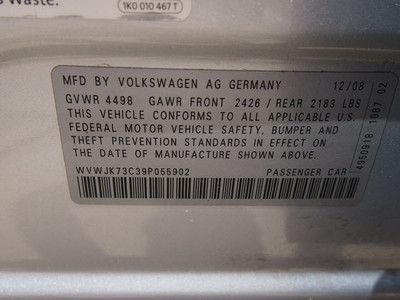 s Waste.
1K0 010 467 T
MFD BY VOLKSWAGEN AG GERMANY 12/08
GVWR 4498 GAWR FRONT 2426 / REAR 2183 LBS
THIS VEHICLE CONFORMS TO ALL APPLICABLE U.S.
FEDERAL MOTOR VEHICLE SAFETY, BUMPER AND
THEFT PREVENTION STANDARDS IN EFFECT ON THE
DATE OF MANUFACTURE SHOWN ABOVE.
WVWJK73C39P055902 PASSENGER CAR
4950918 1087 02